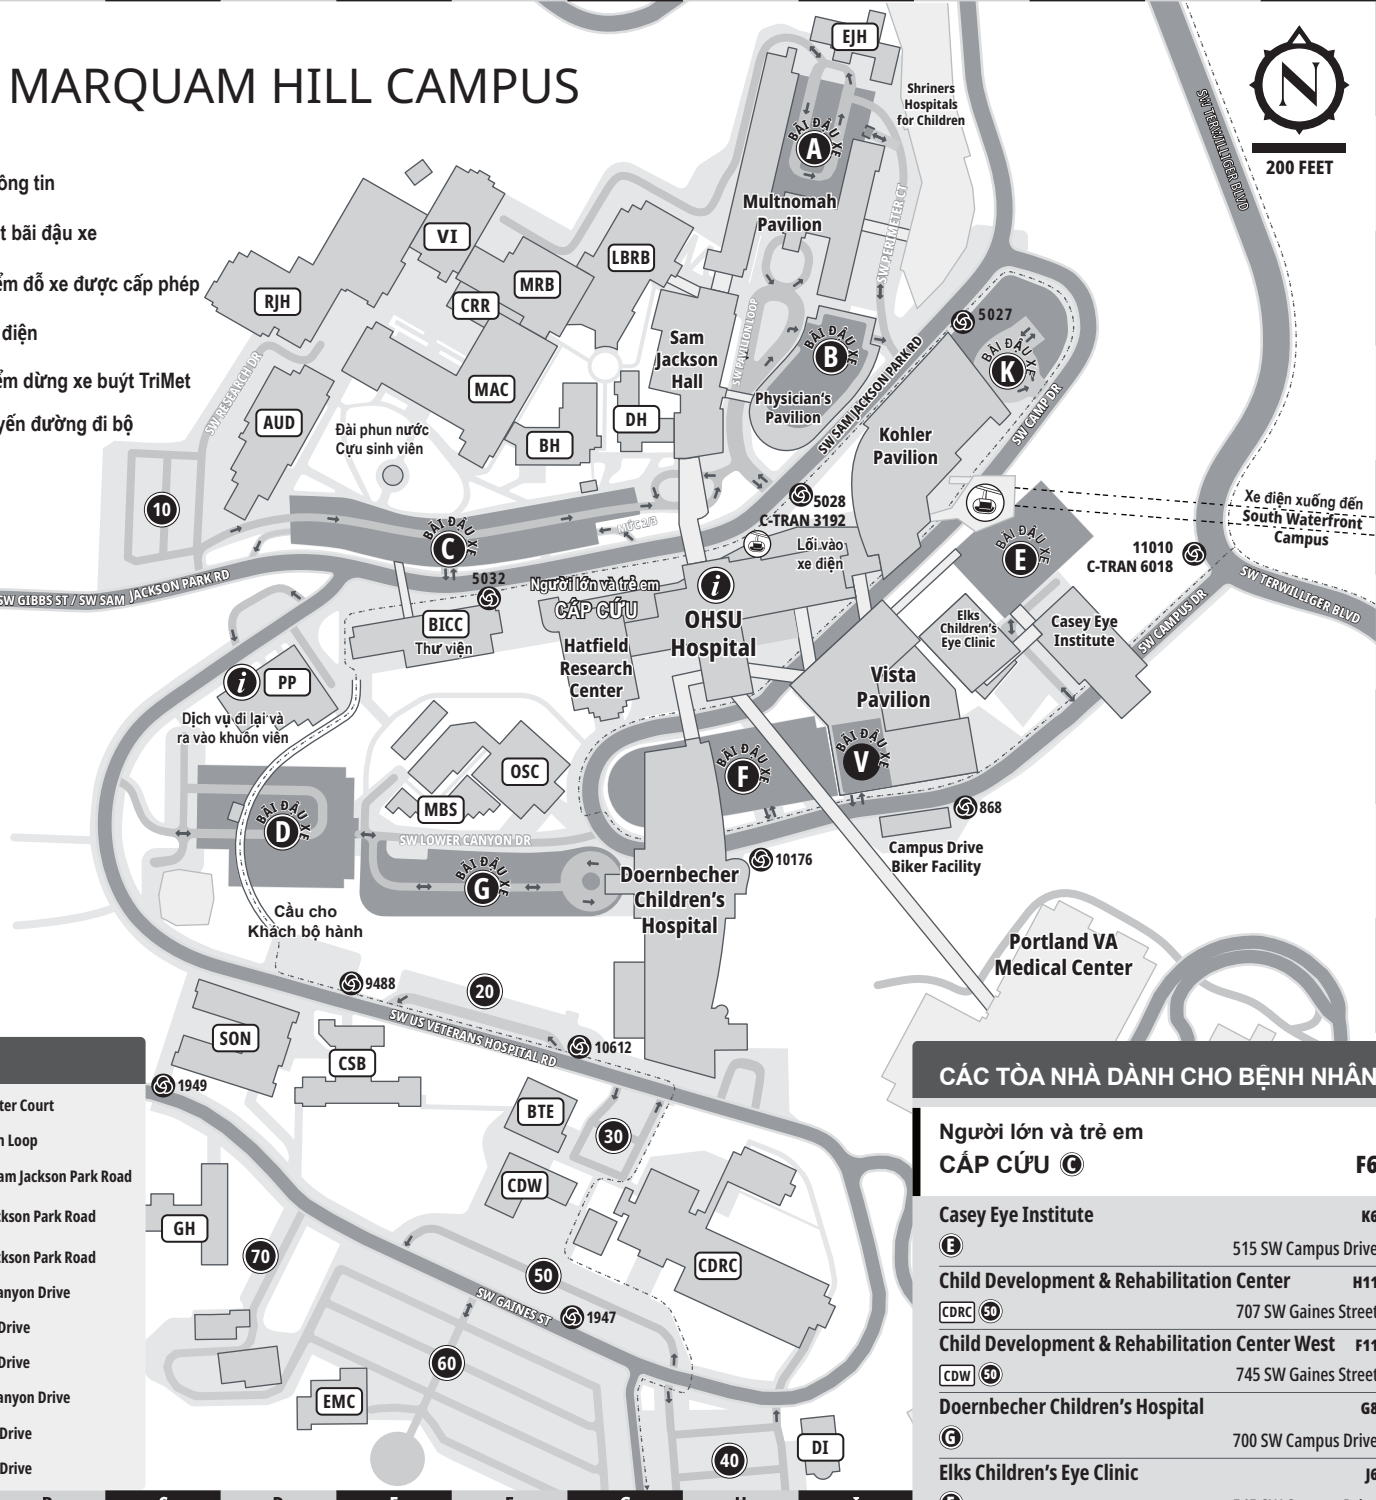 MARQUAM HILL CAMPUS
N
200 FEET
ông tin
t bãi đậu xe
ểm đỗ xe được cấp phép
điện
ểm dừng xe buýt TriMet
yến đường đi bộ
EJH
Shriners
Hospitals
for Children
BÃI ĐẬU XE
A
Multnomah
Pavilion
SW PERIMETER CT
SW TERWILLIGER BLVD
VI
LBRB
MRB
CRR
RJH
Sam
Jackson
Hall
SW PAVILION LOOP
BÃI ĐẬU XE
B
Physician's
Pavilion
5027
BÃI ĐẬU XE
K
SW SAM JACKSON PARK RD
SW CAMP DR
SW RESEARCH DR
MAC
AUD
Đài phun nước
Cựu sinh viên
BH
DH
Kohler
Pavilion
10
BÃI ĐẬU XE
C
MỨC 2/3
5028
C-TRAN 3192
Lối vào
xe điện
BÃI ĐẬU XE
E
Xe điện xuống đến
South Waterfront
Campus
11010
C-TRAN 6018
SW TERWILLIGER BLVD
SW CAMPUS DR
SW GIBBS ST / SW SAM JACKSON PARK RD
5032
Người lớn và trẻ em
CẤP CỨU
i
OHSU
Hospital
BICC
Thư viện
Hatfield
Research
Center
Elks
Children's
Eye Clinic
Casey Eye
Institute
Vista
Pavilion
i
PP
Dịch vụ đi lại và
ra vào khuôn viên
OSC
MBS
BÃI ĐẬU XE
F
BÃI ĐẬU XE
V
868
Campus Drive
Biker Facility
BÃI ĐẬU XE
D
SW LOWER CANYON DR
BÃI ĐẬU XE
G
10176
Doernbecher
Children's
Hospital
Cầu cho
Khách bộ hành
Portland VA
Medical Center
9488
20
SW US VETERANS HOSPITAL RD
10612
SON
CSB
1949
BTE
30
CDW
GH
70
CDRC
50
SW GAINES ST
1947
60
EMC
40
DI
ter Court
n Loop
am Jackson Park Road
kson Park Road
kson Park Road
anyon Drive
Drive
Drive
anyon Drive
Drive
Drive
CÁC TÒA NHÀ DÀNH CHO BỆNH NHÂN
Người lớn và trẻ em
CẤP CỨU C F6
Casey Eye Institute K6
E 515 SW Campus Drive
Child Development & Rehabilitation Center H11
CDRC 50 707 SW Gaines Street
Child Development & Rehabilitation Center West F11
CDW 50 745 SW Gaines Street
Doernbecher Children's Hospital G8
G 700 SW Campus Drive
Elks Children's Eye Clinic J6